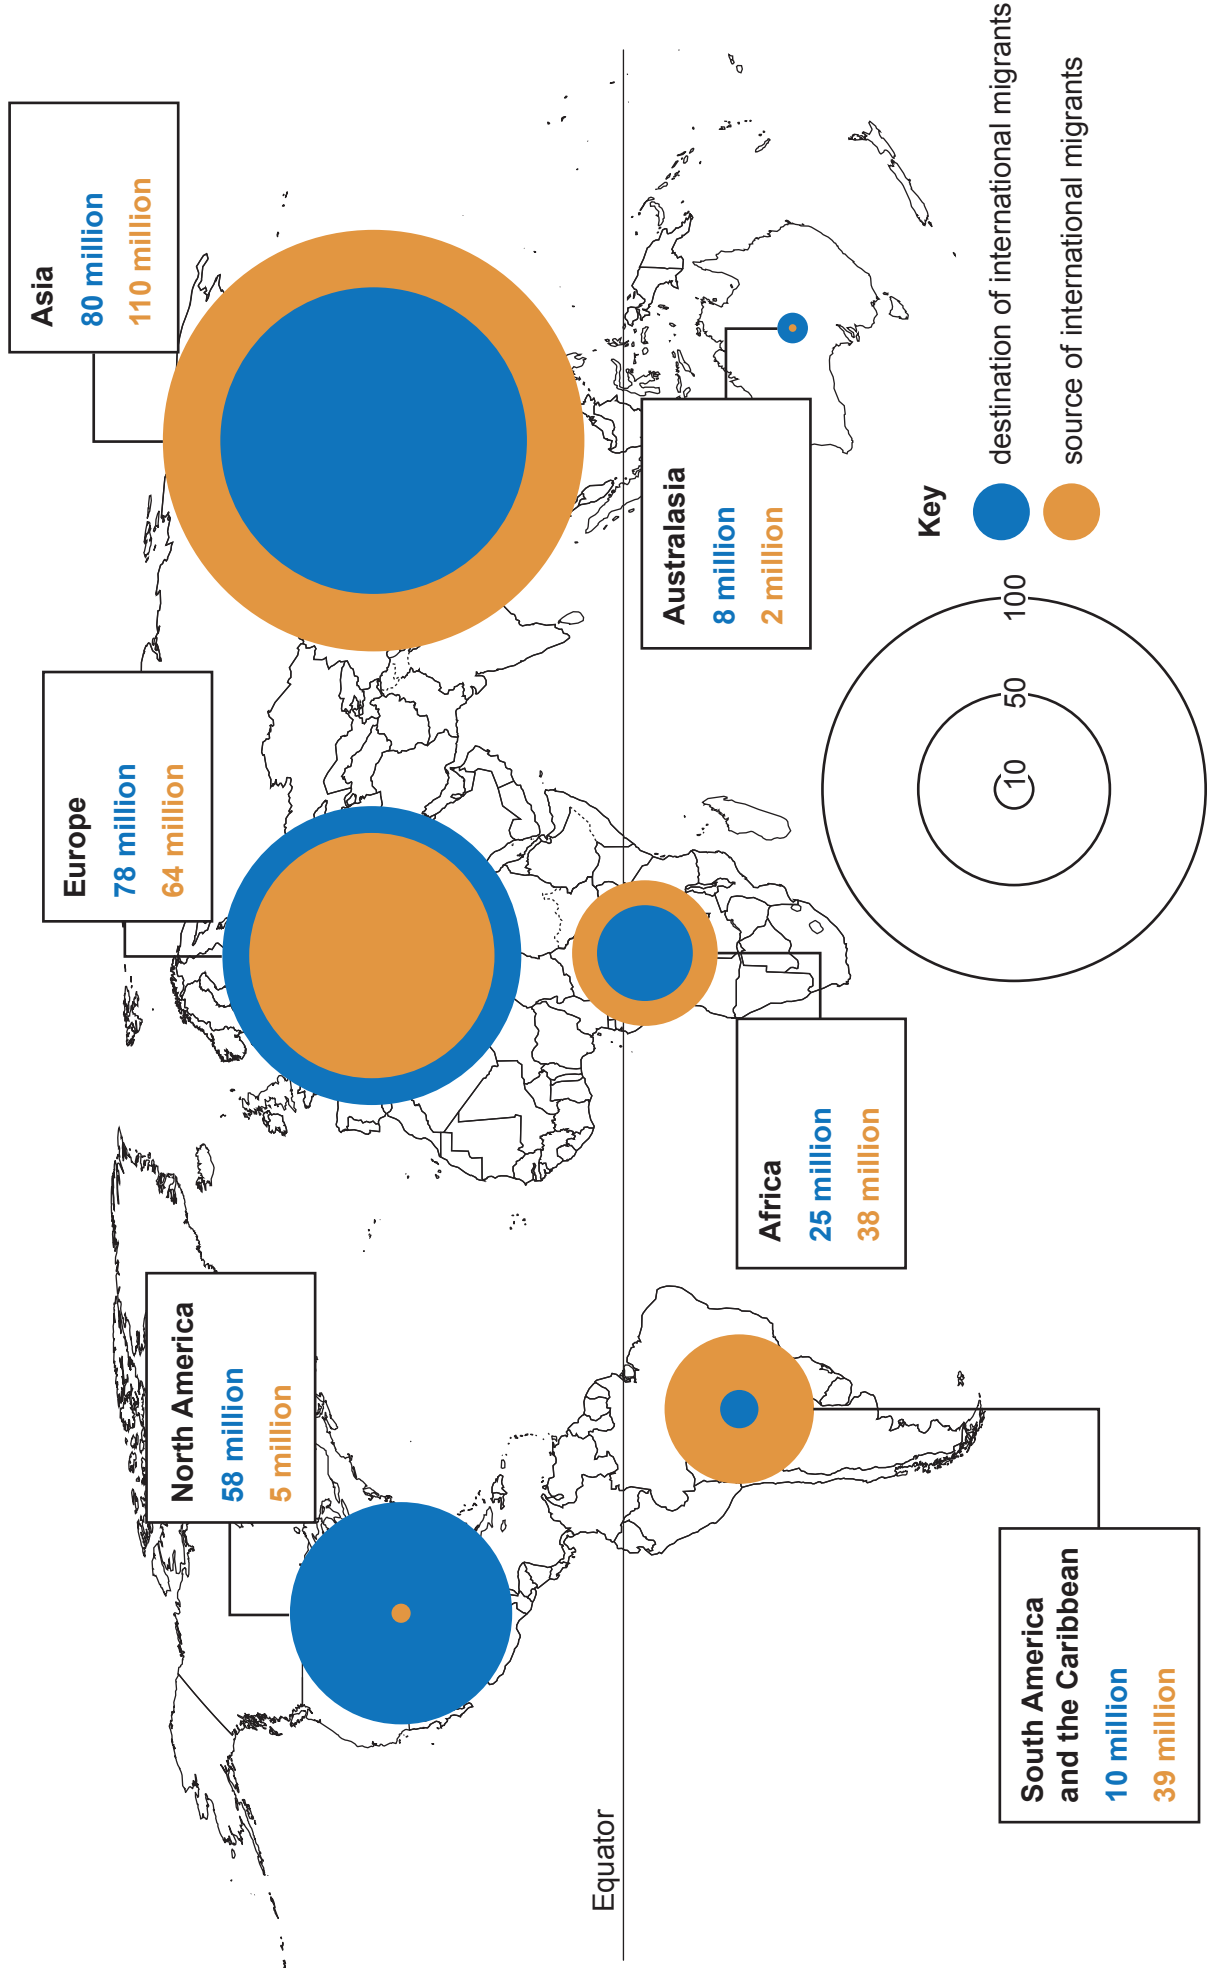 Asia
80 million
110 million
Europe
78 million
64 million
North America
58 million
5 million
Equator
Australasia
8 million
2 million
Africa
25 million
38 million
South America
and the Caribbean
10 million
39 million
10
50
100
Key
destination of international migrants
source of international migrants